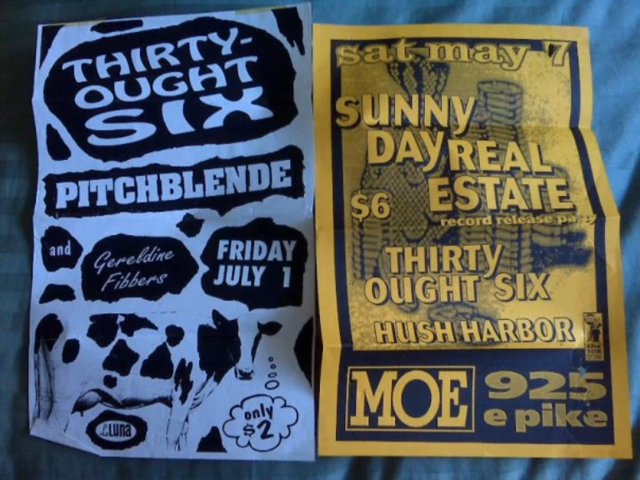 THIRTY-
OUGHT
SIX
PITCHBLENDE
and
Gereldine
Fibbers
FRIDAY
JULY 1
LUNA
only
$2
sat may 7
SUNNY
DAY REAL
ESTATE
$6
record release party
THIRTY
OUGHT SIX
HUSH HARBOR
MOE
925
e pike